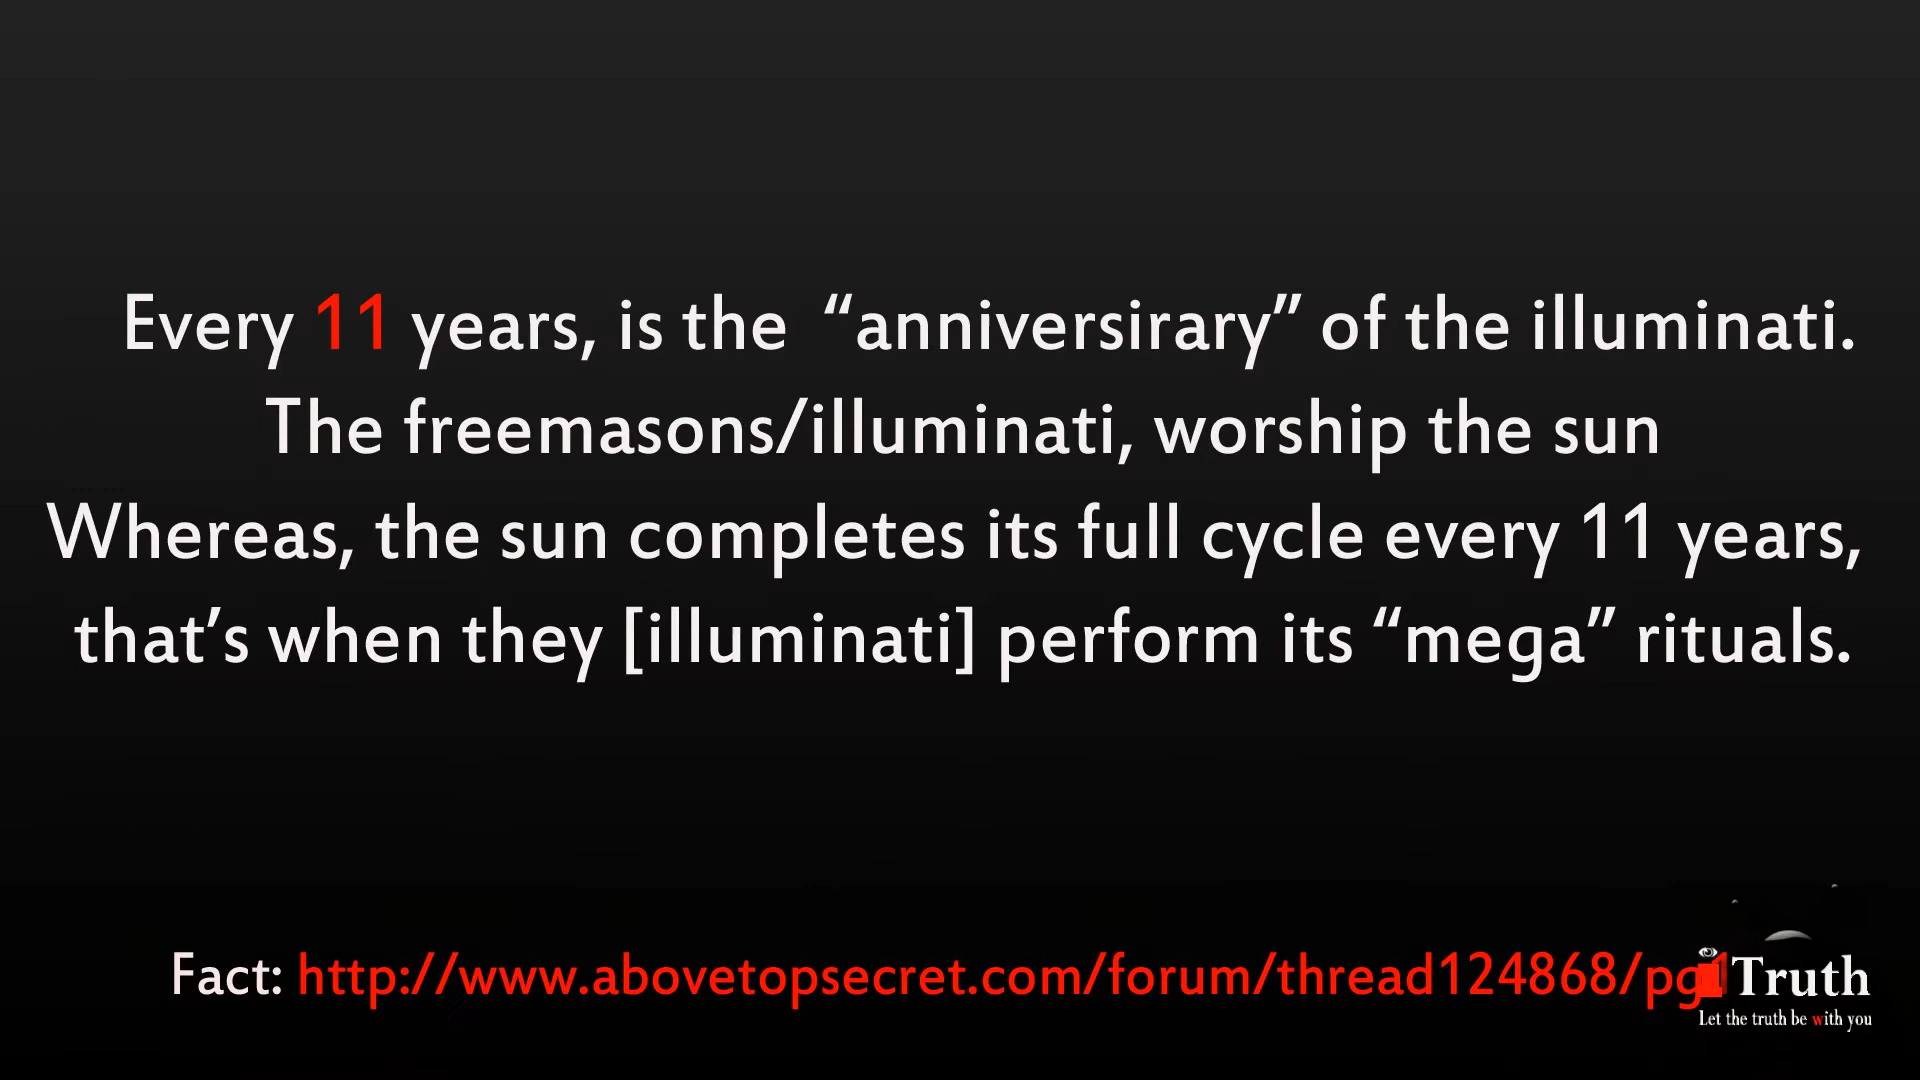 Every 11 years, is the “anniversirary” of the illuminati.
The freemasons/illuminati, worship the sun
Whereas, the sun completes its full cycle every 11 years,
that’s when they [illuminati] perform its “mega” rituals.
Fact: http://www.abovetopsecret.com/forum/thread124868/pg1
iTruth
Let the truth be with you